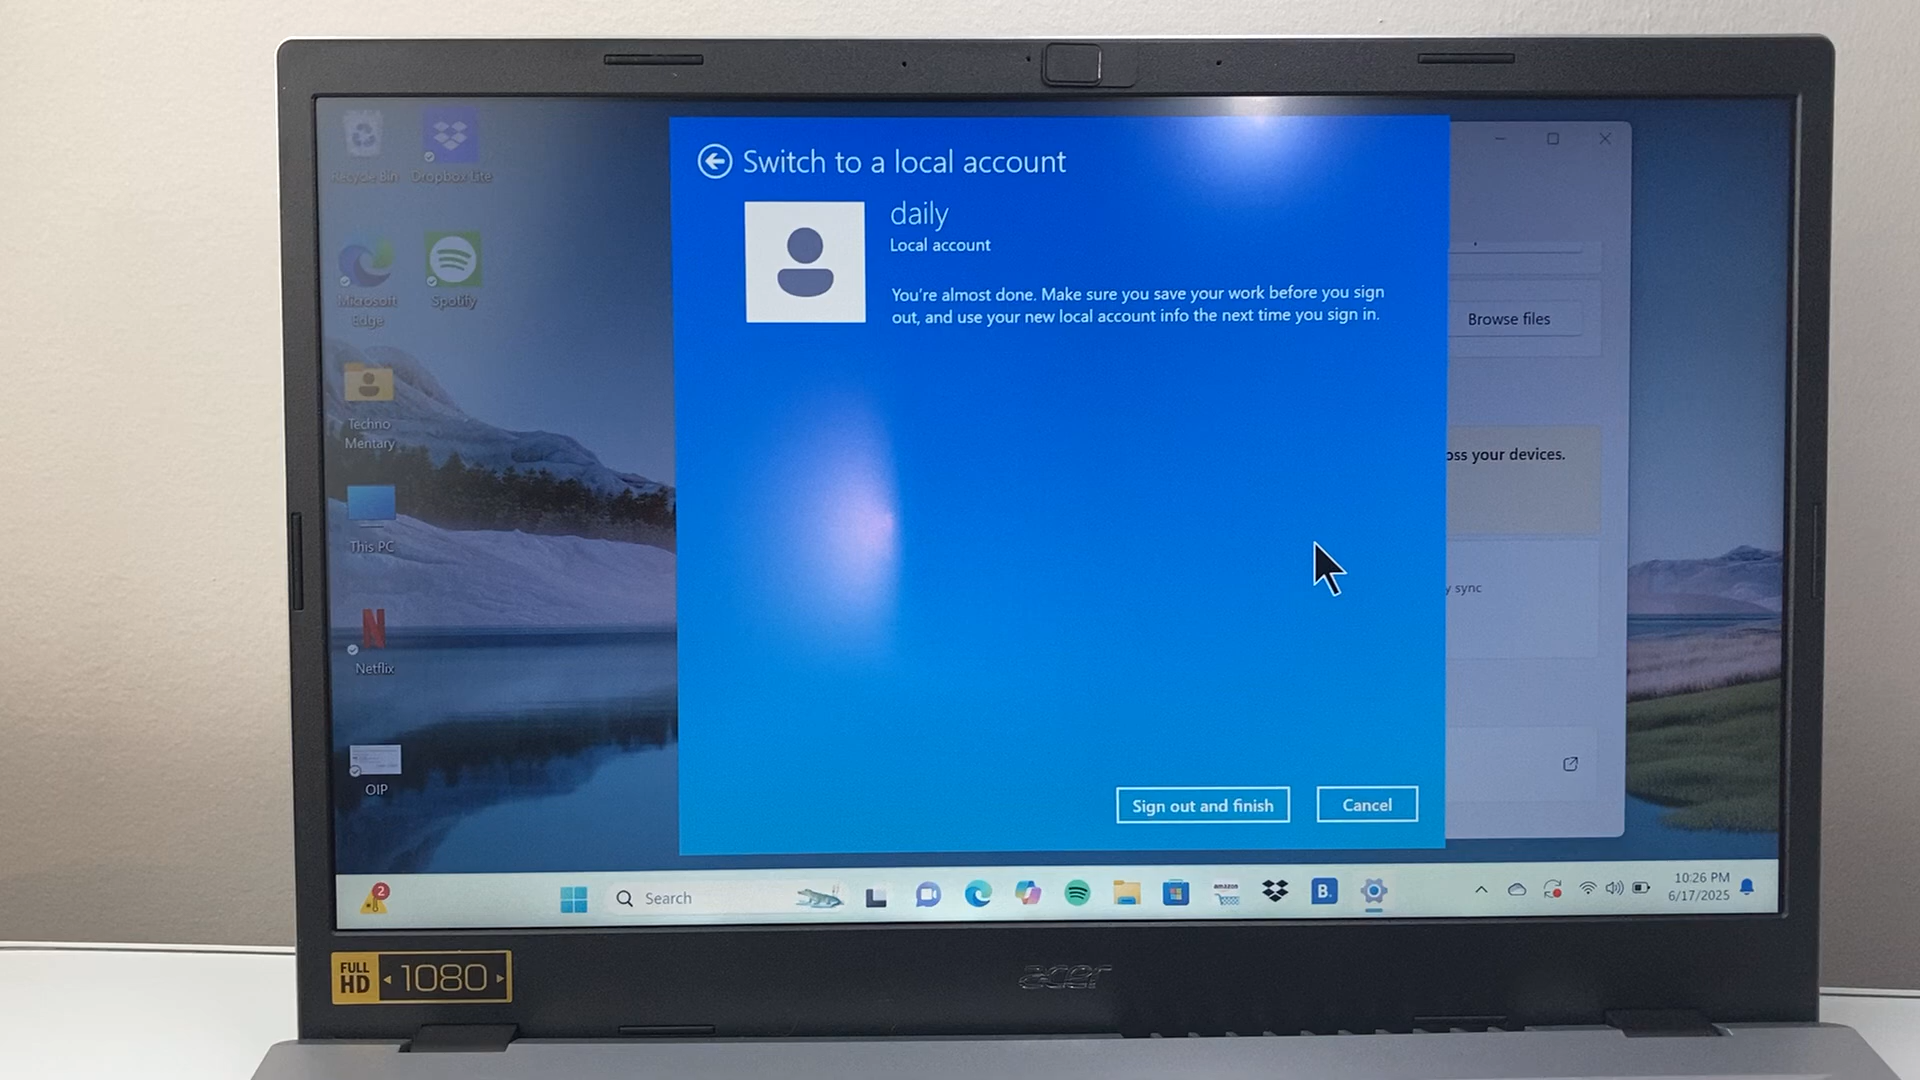 Switch to a local account
daily
Local account
You're almost done. Make sure you save your work before you sign
out, and use your new local account info the next time you sign in.
Sign out and finish
Cancel
Recycle Bin
Dropbox Lite
Microsoft
Edge
Spotify
Techno
Mentary
This PC
Netflix
OIP
Browse files
oss your devices.
y sync
2
Search
amazon
B.
10:26 PM
6/17/2025
FULL
HD
1080
acer